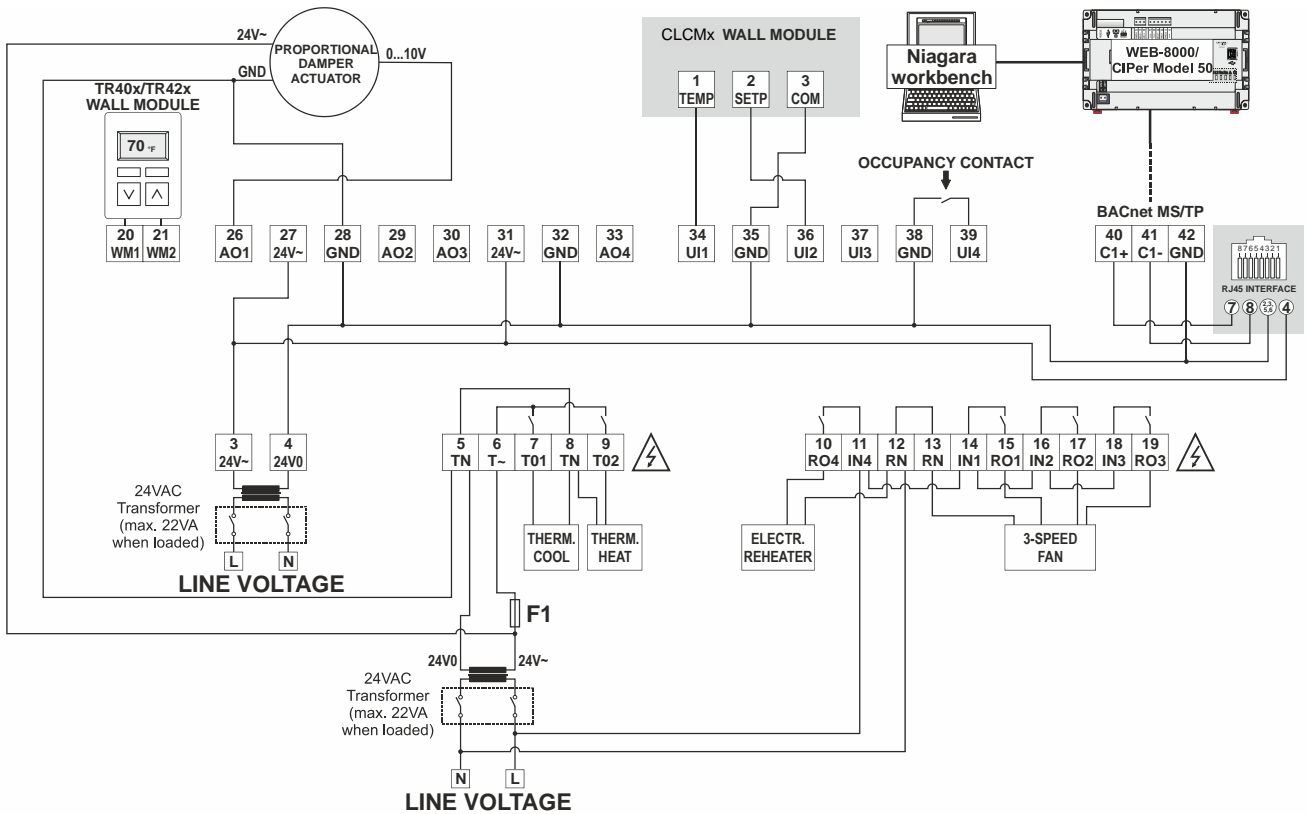 24V~
PROPORTIONAL
DAMPER
ACTUATOR
0...10V
GND
TR40x/TR42x
WALL MODULE
70 °F
CLCMx WALL MODULE
1
TEMP
2
SETP
3
COM
Niagara
workbench
WEB-8000/
CIPer Model 50
OCCUPANCY CONTACT
BACnet MS/TP
20
WM1
21
WM2
26
AO1
27
24V~
28
GND
29
AO2
30
AO3
31
24V~
32
GND
33
AO4
34
UI1
35
GND
36
UI2
37
UI3
38
GND
39
UI4
40
C1+
41
C1-
42
GND
87654321
RJ45 INTERFACE
7
8
2,3,
5,6
4
3
24V~
4
24V0
5
TN
6
T~
7
T01
8
TN
9
T02
10
RO4
11
IN4
12
RN
13
RN
14
IN1
15
RO1
16
IN2
17
RO2
18
IN3
19
RO3
24VAC
Transformer
(max. 22VA
when loaded)
L
N
LINE VOLTAGE
THERM.
COOL
THERM.
HEAT
ELECTR.
REHEATER
3-SPEED
FAN
F1
24V0
24V~
24VAC
Transformer
(max. 22VA
when loaded)
N
L
LINE VOLTAGE